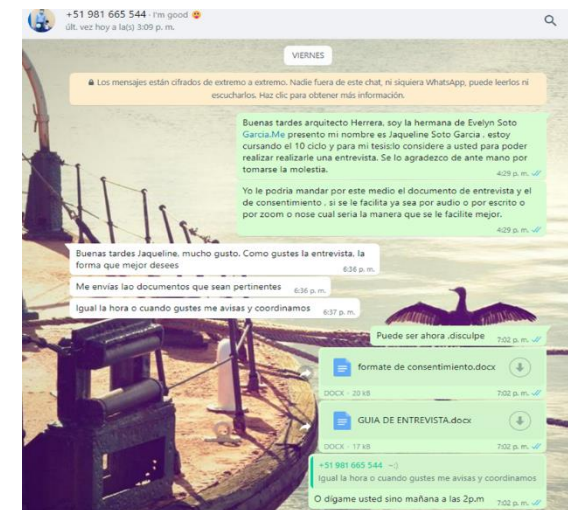 +51 981 665 544 · I'm good 😍
últ. vez hoy a la(s) 3:09 p. m.
VIERNES
Los mensajes están cifrados de extremo a extremo. Nadie fuera de este chat, ni siquiera WhatsApp, puede leerlos ni
escucharlos. Haz clic para obtener más información.
Buenas tardes arquitecto Herrera, soy la hermana de Evelyn Soto
Garcia.Me presento mi nombre es Jaqueline Soto Garcia . estoy
cursando el 10 ciclo y para mi tesis:lo considere a usted para poder
realizar realizarle una entrevista. Se lo agradezco de ante mano por
tomarse la molestia.
4:29 p. m.
Yo le podria mandar por este medio el documento de entrevista y el
de consentimiento , si se le facilita ya sea por audio o por escrito o
por zoom o nose cual seria la manera que se le facilite mejor.
4:29 p. m.
Buenas tardes Jaqueline, mucho gusto. Como gustes la entrevista, la
forma que mejor desees
6:36 p. m.
Me envias lao documentos que sean pertinentes 6:36 p. m.
Igual la hora o cuando gustes me avisas y coordinamos 6:37 p. m.
Puede ser ahora .disculpe 7:02 p. m.
formate de consentimiento.docx
DOCX · 20 kB 7:02 p. m.
GUIA DE ENTREVISTA.docx
DOCX · 17 kB 7:02 p. m.
+51 981 665 544 ~:)
Igual la hora o cuando gustes me avisas y coordinamos
O dígame usted sino mañana a las 2p.m 7:02 p. m.